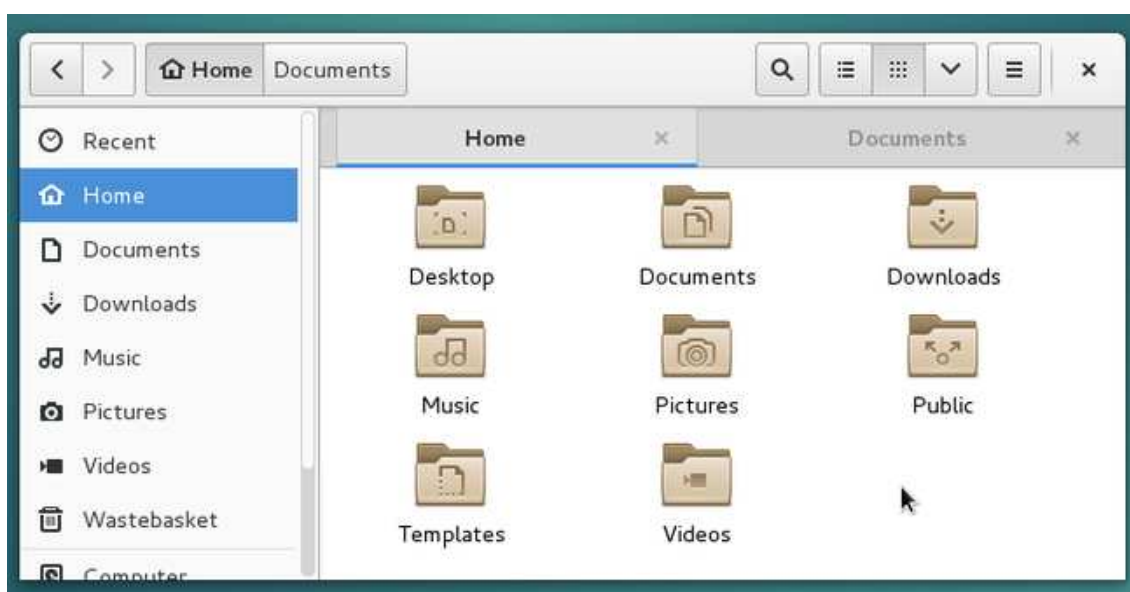 Home Documents
Recent
Home
Documents
Downloads
Music
Pictures
Videos
Wastebasket
Computer
Home Documents
Desktop Documents Downloads
Music Pictures Public
Templates Videos